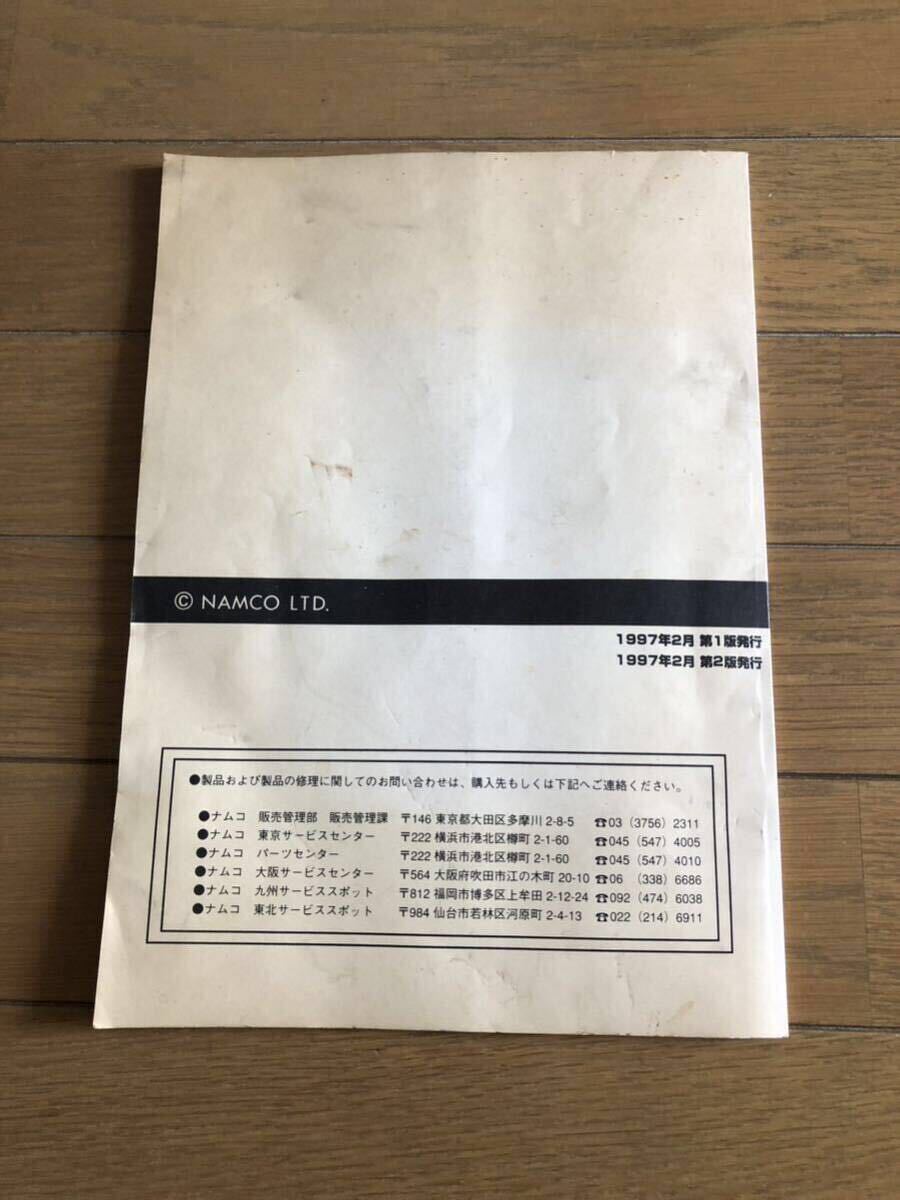 © NAMCO LTD.
1997年2月 第1版発行
1997年2月 第2版発行
●製品および製品の修理に関してのお問い合わせは、購入先もしくは下記へご連絡ください。
●ナムコ 販売管理部 販売管理課 〒146 東京都大田区多摩川 2-8-5 ☎03 (3756) 2311
●ナムコ 東京サービスセンター 〒222 横浜市港北区樽町 2-1-60 ☎045 (547) 4005
●ナムコ パーツセンター 〒222 横浜市港北区樽町 2-1-60 ☎045 (547) 4010
●ナムコ 大阪サービスセンター 〒564 大阪府吹田市江の木町 20-10 ☎06 (338) 6686
●ナムコ 九州サービススポット 〒812 福岡市博多区上牟田 2-12-24 ☎092 (474) 6038
●ナムコ 東北サービススポット 〒984 仙台市若林区河原町 2-4-13 ☎022 (214) 6911